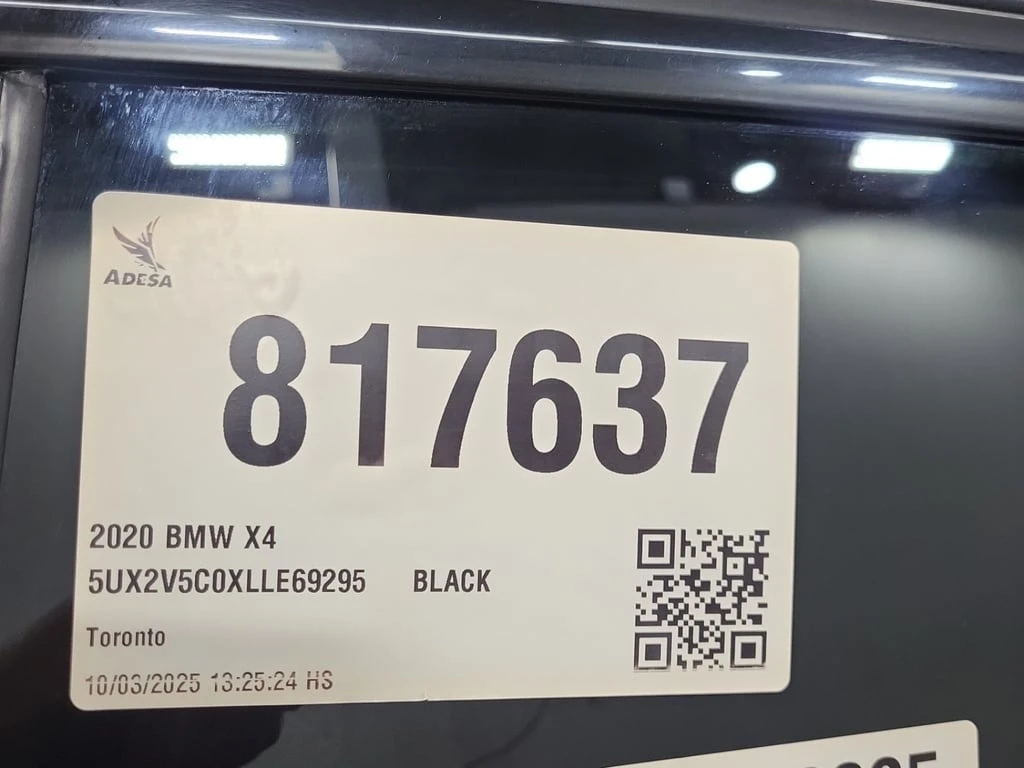 ADESA
817637
2020 BMW X4
5UX2V5C0XLLE69295 BLACK
Toronto
10/03/2025 13:25:24 HS